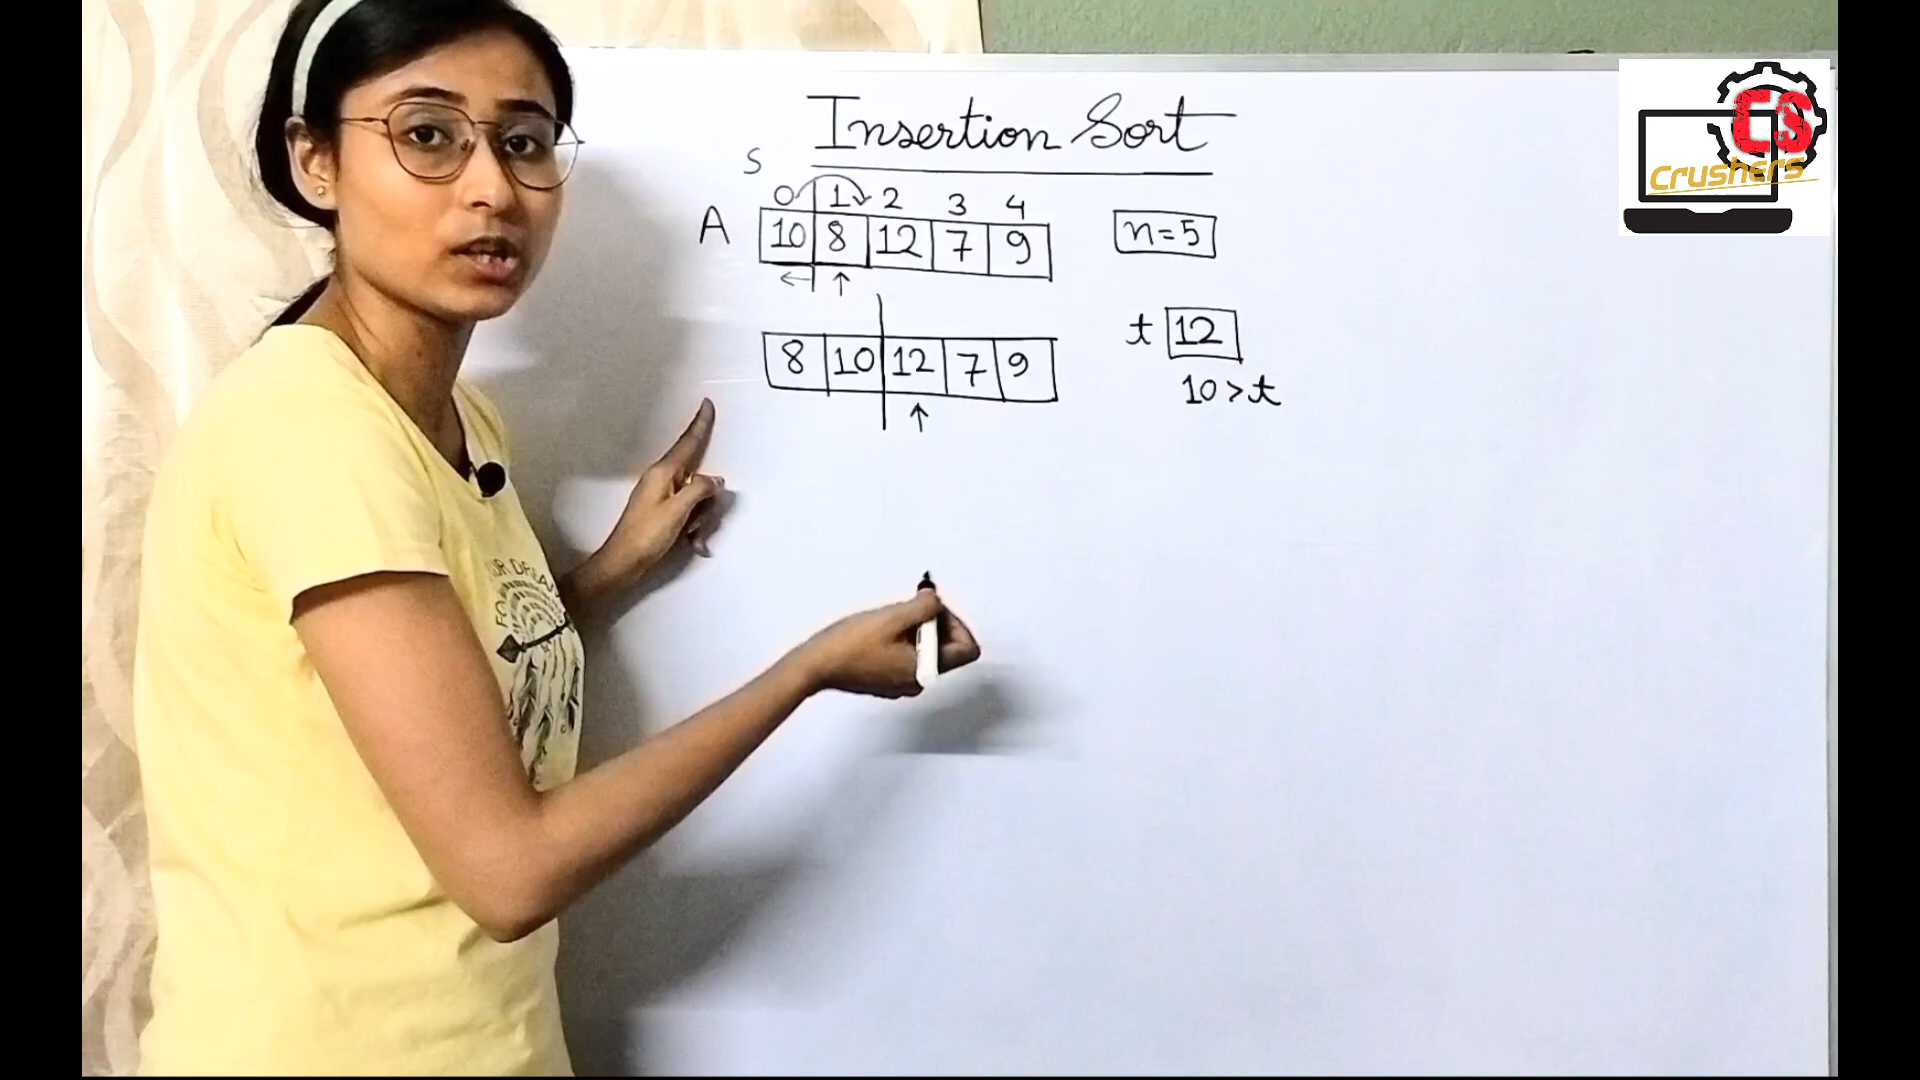 Insertion Sort
S
0 1 2 3 4
A 10 8 12 7 9
n=5
8 10 12 7 9
t 12
10>t
CS
Crushers